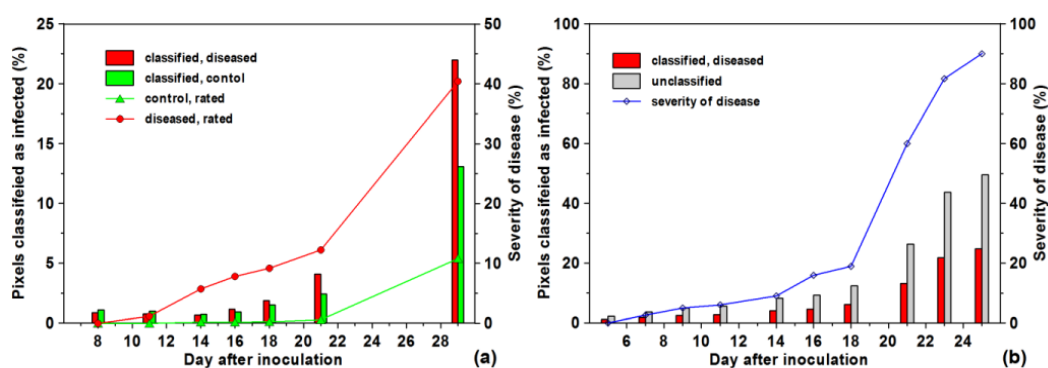 25
20
15
10
5
0
Pixels classifeied as infected (%)
classified, diseased
classified, contol
control, rated
diseased, rated
50
40
30
20
10
0
Severity of disease (%)
8 10 12 14 16 18 20 22 24 26 28
Day after inoculation
(a)
100
80
60
40
20
0
Pixels classifeied as infected (%)
classified, diseased
unclassified
severity of disease
100
80
60
40
20
0
Severity of disease (%)
6 8 10 12 14 16 18 20 22 24
Day after inoculation
(b)